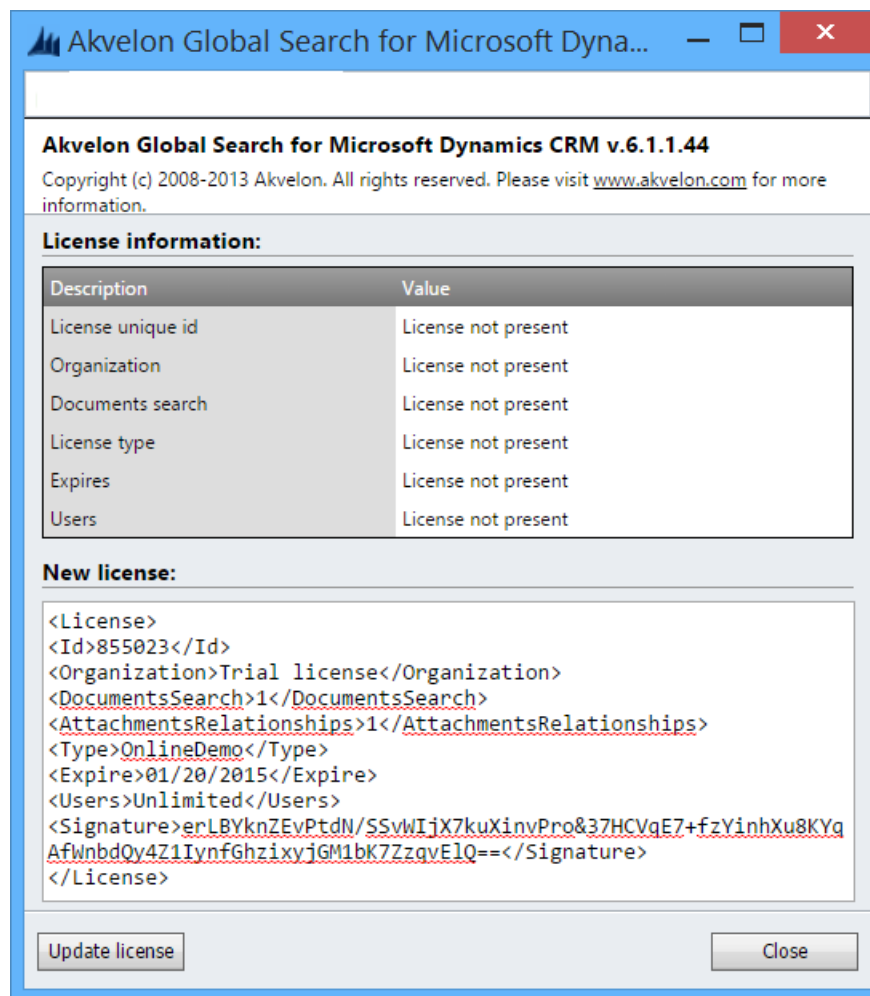 Akvelon Global Search for Microsoft Dyna...
Akvelon Global Search for Microsoft Dynamics CRM v.6.1.1.44
Copyright (c) 2008-2013 Akvelon. All rights reserved. Please visit www.akvelon.com for more
information.
License information:
Description Value
License unique id License not present
Organization License not present
Documents search License not present
License type License not present
Expires License not present
Users License not present
New license:
<License>
<Id>855023</Id>
<Organization>Trial license</Organization>
<DocumentsSearch>1</DocumentsSearch>
<AttachmentsRelationships>1</AttachmentsRelationships>
<Type>OnlineDemo</Type>
<Expire>01/20/2015</Expire>
<Users>Unlimited</Users>
<Signature>erLBYknZEvPtdN/SSvWIjX7kuXinvPro&37HCVqE7+fzYinhXu8KYq
AfWnbdQy4Z1IynfGhzixyjGM1bK7ZzqvElQ==</Signature>
</License>
Update license Close